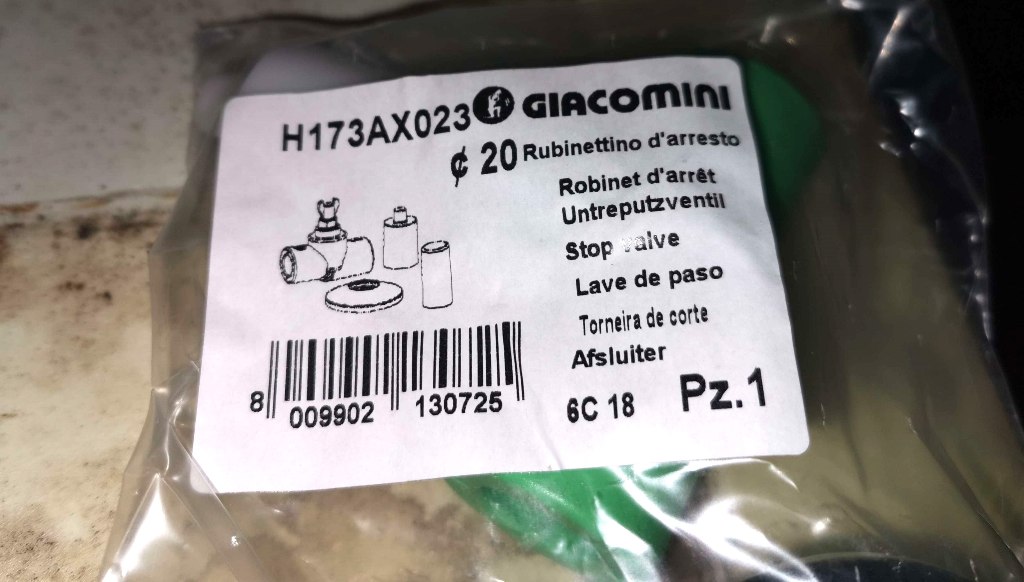 H173AX023 GIACOMINI
¢ 20 Rubinettino d'arresto
Robinet d'arrêt
Untreputzventil
Stop valve
Lave de paso
Torneira de corte
Afsluiter
6C 18 Pz.1
8 009902 130725